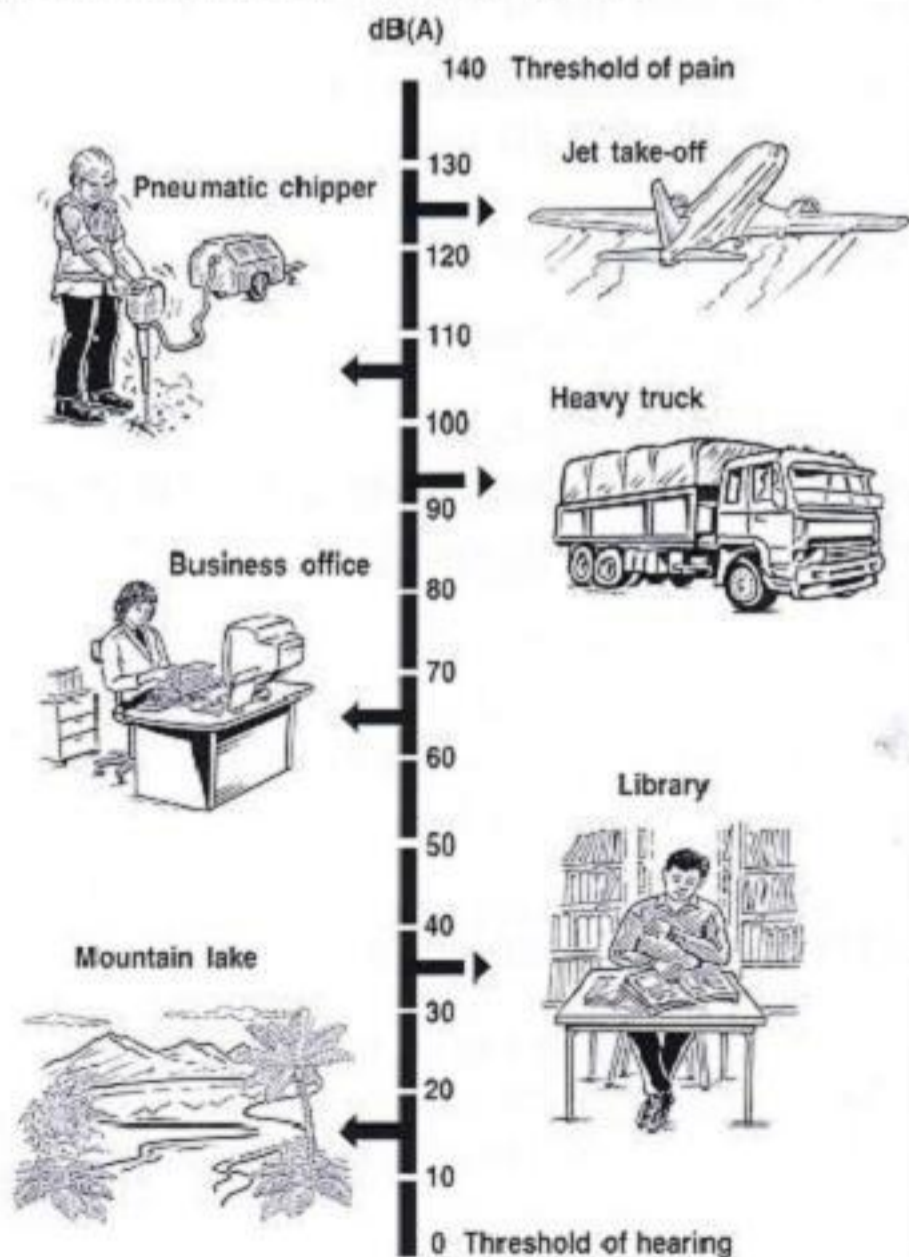 dB(A)
140 Threshold of pain
130
Jet take-off
Pneumatic chipper
120
110
100
Heavy truck
90
Business office
80
70
60
Library
50
40
Mountain lake
30
20
10
0 Threshold of hearing